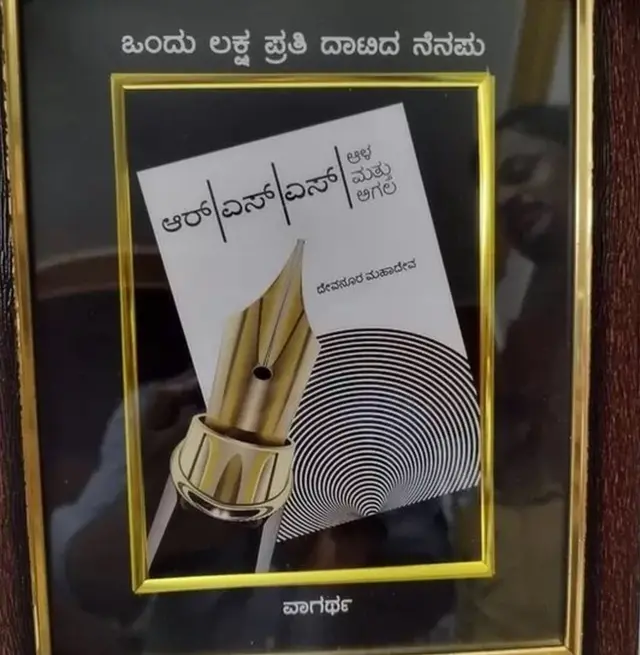 ಒಂದು ಲಕ್ಷ ಪ್ರತಿ ದಾಟಿದ ನೆನಪು
ಆರ್ ಎಸ್ ಎಸ್ ಆಳ
ಮತ್ತು
ಅಗಲ
ದೇವನೂರ ಮಹಾದೇವ
ವಾಗರ್ಥ